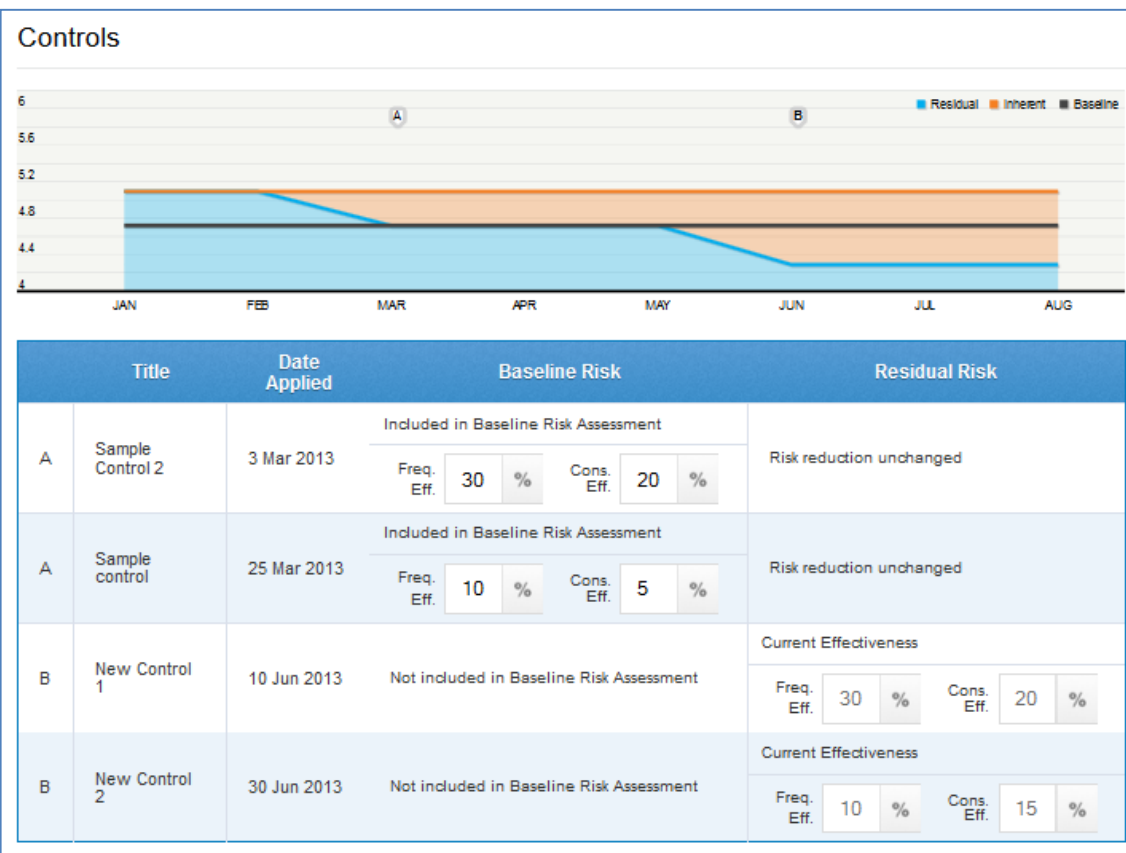 Controls
6
5.6
5.2
4.8
4.4
4
A
B
Residual Inherent Baseline
JAN FEB MAR APR MAY JUN JUL AUG
Title Date Applied Baseline Risk Residual Risk
A
Sample
Control 2
3 Mar 2013
Included in Baseline Risk Assessment
Freq.
Eff.
30 %
Cons.
Eff.
20 %
Risk reduction unchanged
A
Sample
control
25 Mar 2013
Included in Baseline Risk Assessment
Freq.
Eff.
10 %
Cons.
Eff.
5 %
Risk reduction unchanged
B
New Control
1
10 Jun 2013
Not included in Baseline Risk Assessment
Current Effectiveness
Freq.
Eff.
30 %
Cons.
Eff.
20 %
B
New Control
2
30 Jun 2013
Not included in Baseline Risk Assessment
Current Effectiveness
Freq.
Eff.
10 %
Cons.
Eff.
15 %